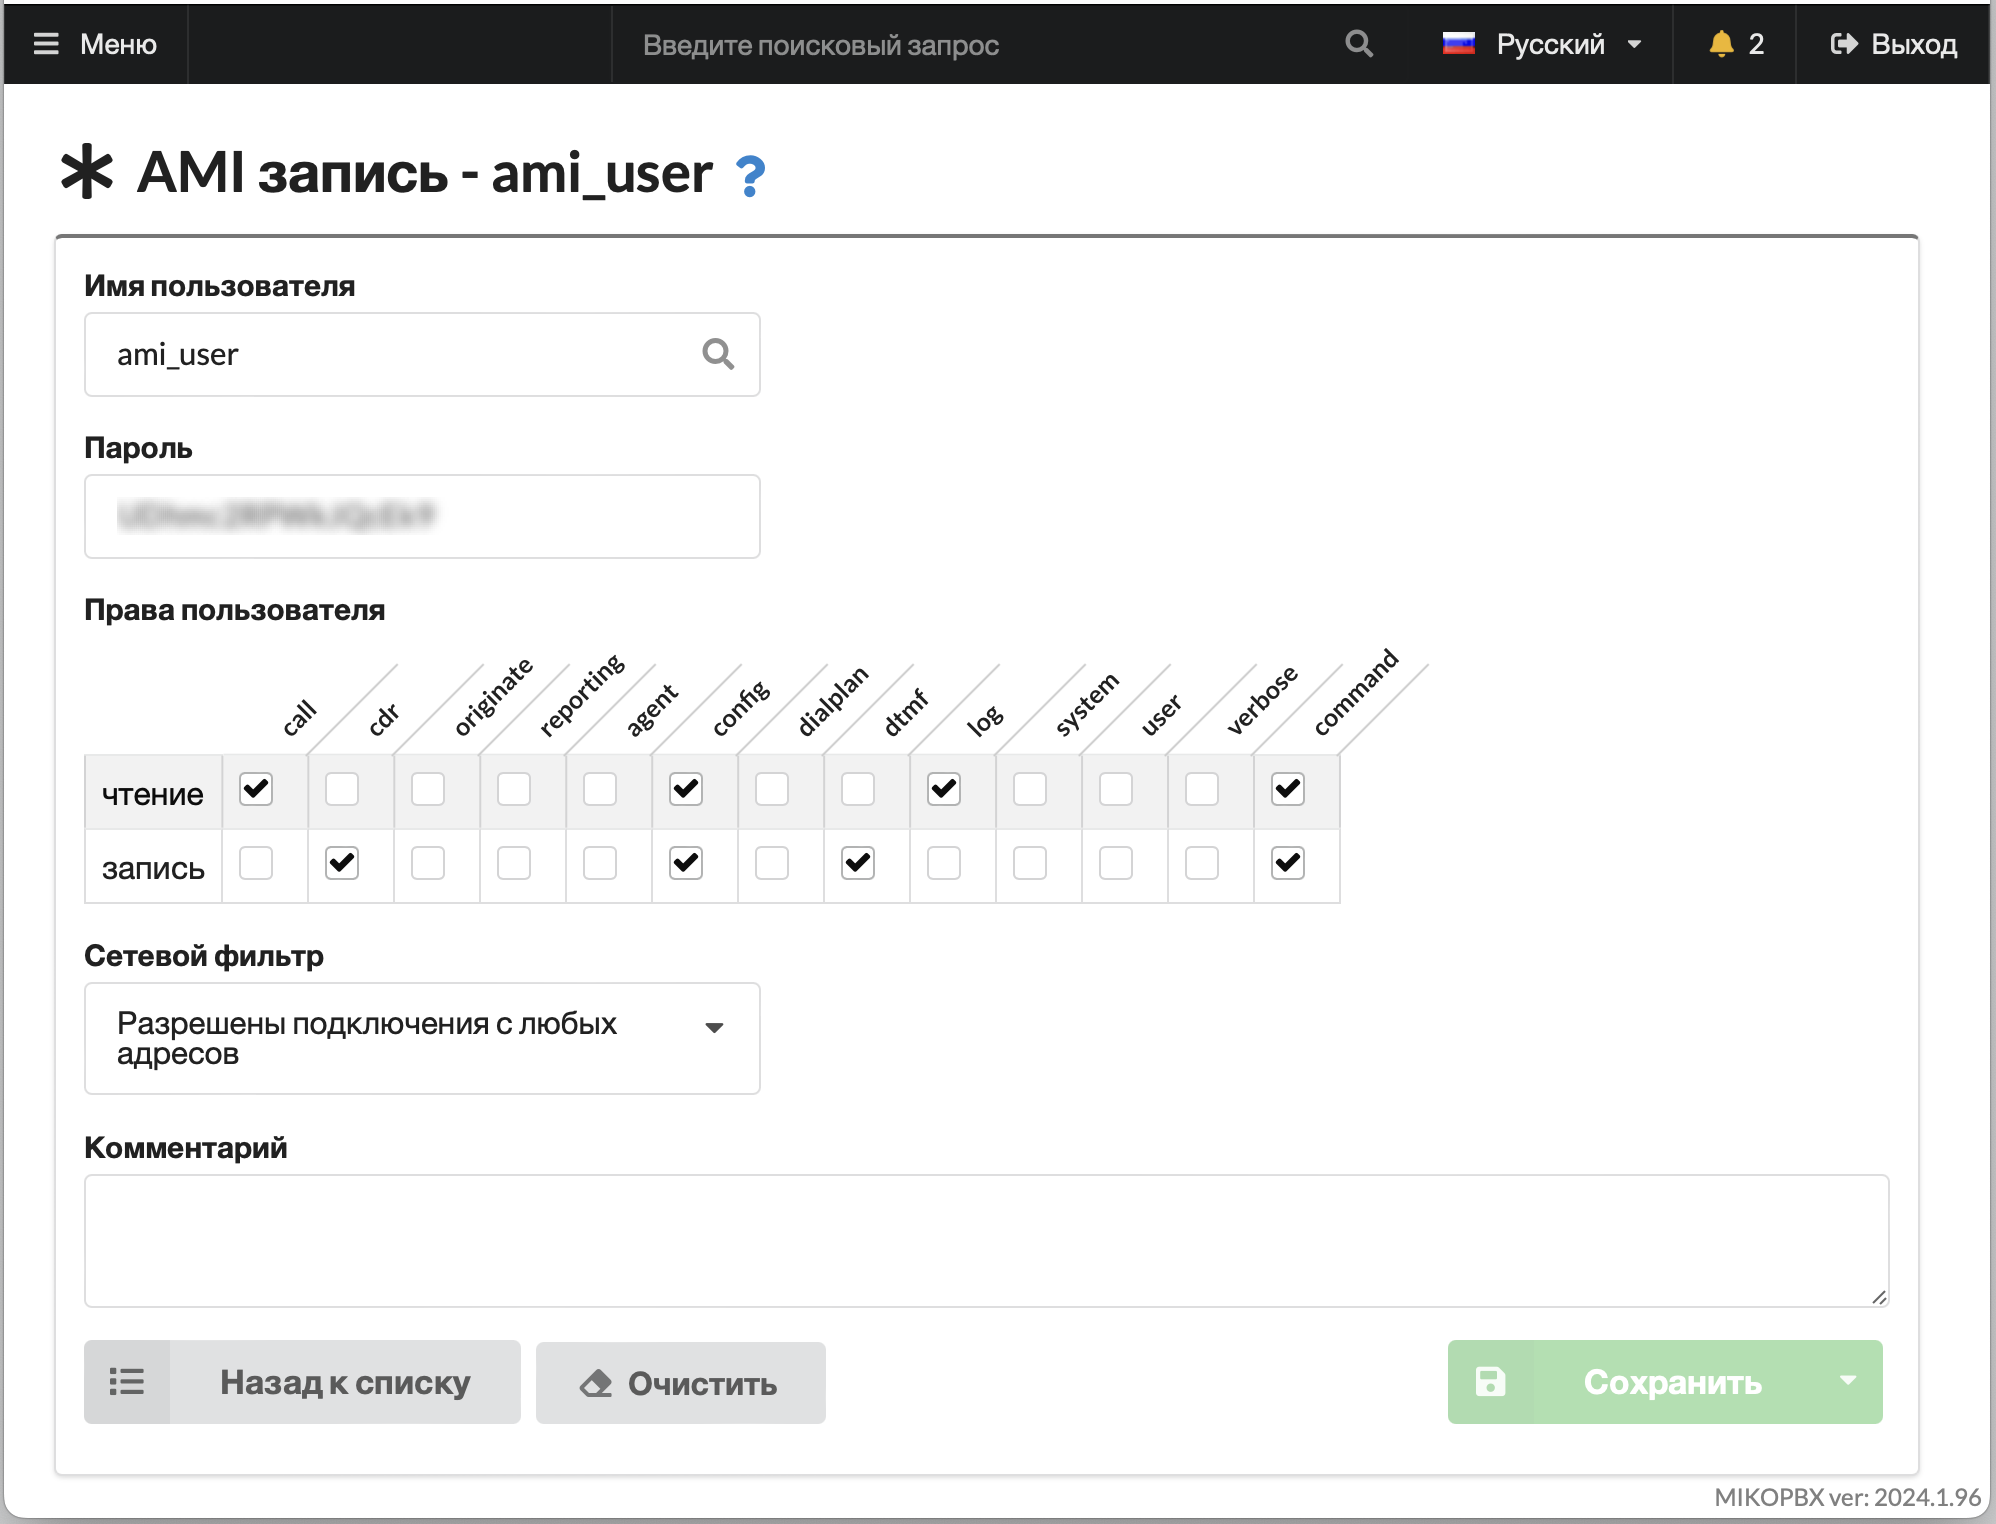 Меню
Введите поисковый запрос
Русский
2
Выход
AMI запись - ami_user
Имя пользователя
ami_user
Пароль
Права пользователя
call cdr originate reporting agent config dialplan dtmf log system user verbose command
чтение
запись
Сетевой фильтр
Разрешены подключения с любых
адресов
Комментарий
Назад к списку
Очистить
Сохранить
MIKOPBX ver: 2024.1.96